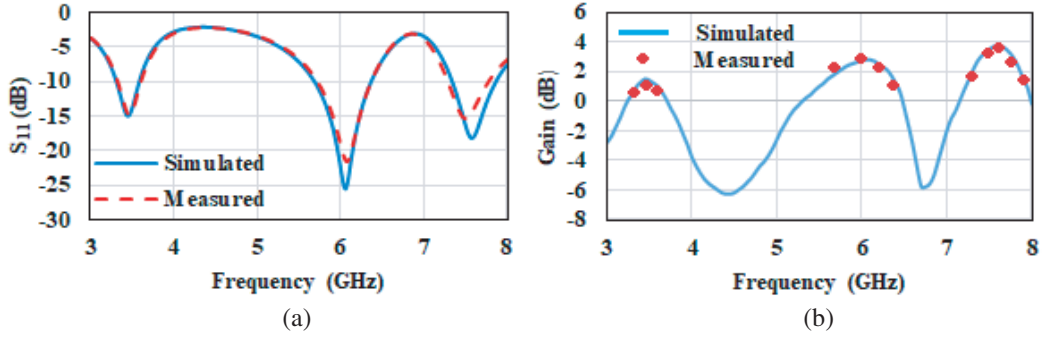 0
-5
-10
-15
-20
-25
-30
S11 (dB)
Simulated
Measured
3 4 5 6 7 8
Frequency (GHz)
(a)
6
4
2
0
-2
-4
-6
-8
Gain (dB)
Simulated
Measured
3 4 5 6 7 8
Frequency (GHz)
(b)